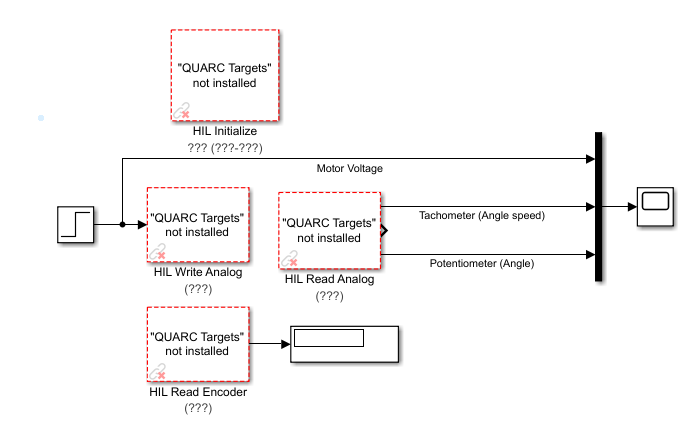 "QUARC Targets"
not installed
HIL Initialize
??? (???-???)
Motor Voltage
"QUARC Targets"
not installed
HIL Write Analog
(???)
"QUARC Targets"
not installed
HIL Read Analog
(???)
Tachometer (Angle speed)
Potentiometer (Angle)
"QUARC Targets"
not installed
HIL Read Encoder
(???)